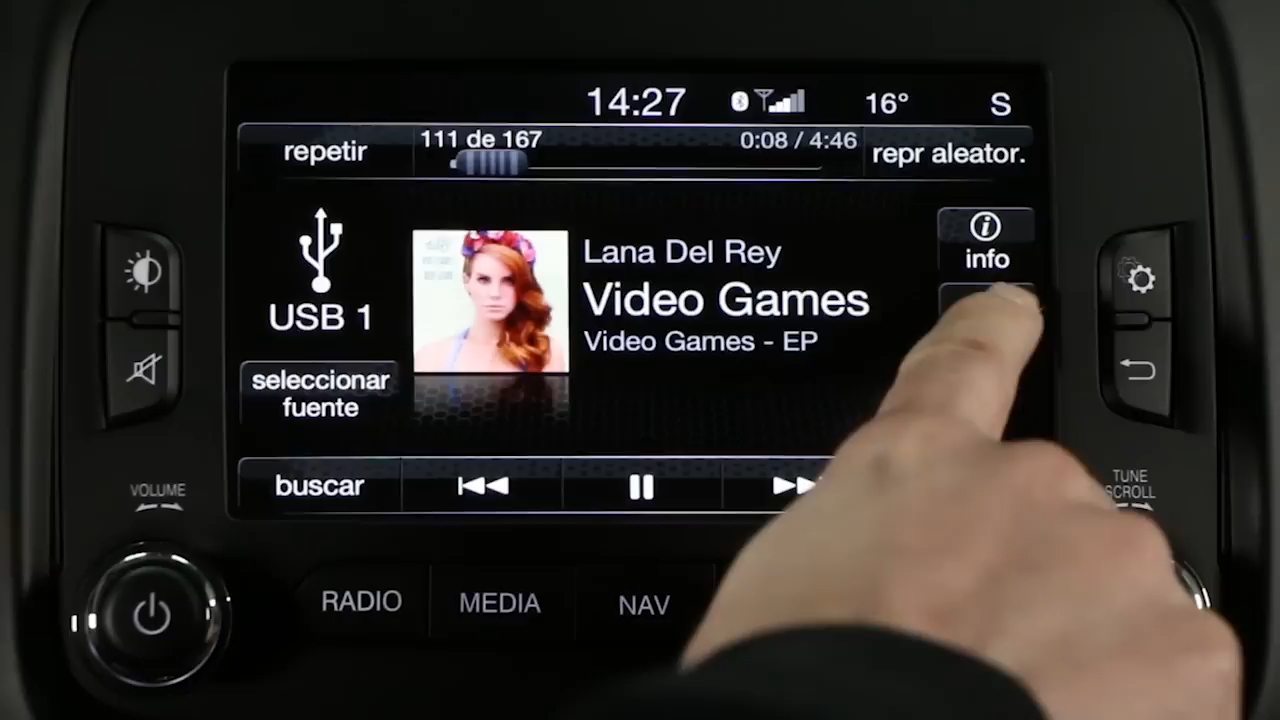 14:27
16°
S
repetir
111 de 167
0:08 / 4:46
repr aleator.
USB 1
Lana Del Rey
Video Games
Video Games - EP
info
seleccionar
fuente
buscar
VOLUME
TUNE
SCROLL
RADIO
MEDIA
NAV